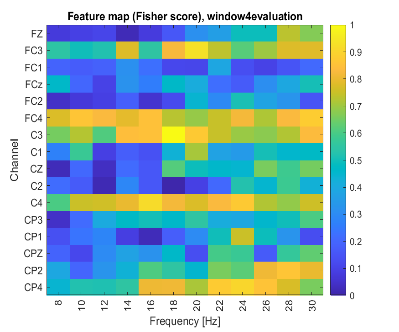 Feature map (Fisher score), window4evaluation
FZ
FC3
FC1
FCz
FC2
FC4
C3
C1
CZ
C2
C4
CP3
CP1
CPZ
CP2
CP4
Channel
8 10 12 14 16 18 20 22 24 26 28 30
Frequency [Hz]
1
0.9
0.8
0.7
0.6
0.5
0.4
0.3
0.2
0.1
0